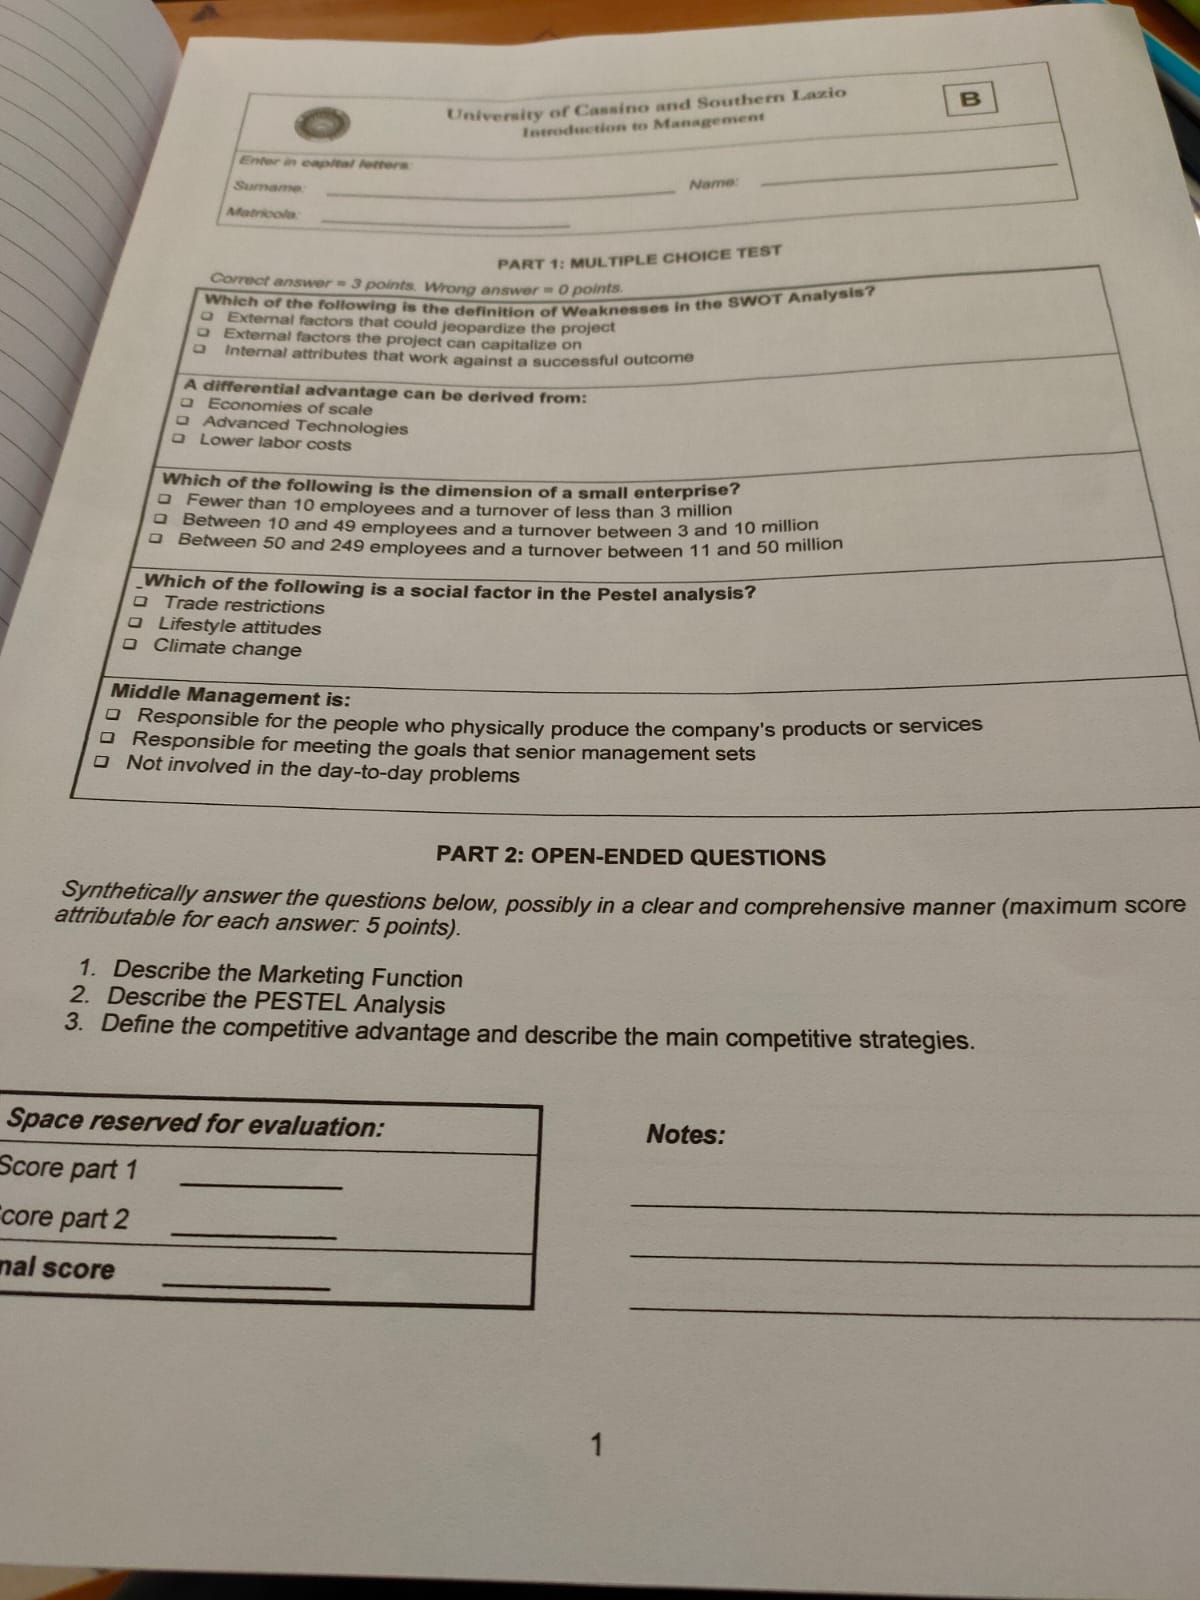 University of Cassino and Southern Lazio
Introduction to Management
B
Enter in capital letters:
Surname: Name:
Matricola:
PART 1: MULTIPLE CHOICE TEST
Correct answer = 3 points. Wrong answer = 0 points.
Which of the following is the definition of Weaknesses in the SWOT Analysis?
❑ External factors that could jeopardize the project
❑ External factors the project can capitalize on
❑ Internal attributes that work against a successful outcome
A differential advantage can be derived from:
❑ Economies of scale
❑ Advanced Technologies
❑ Lower labor costs
Which of the following is the dimension of a small enterprise?
❑ Fewer than 10 employees and a turnover of less than 3 million
❑ Between 10 and 49 employees and a turnover between 3 and 10 million
❑ Between 50 and 249 employees and a turnover between 11 and 50 million
_Which of the following is a social factor in the Pestel analysis?
❑ Trade restrictions
❑ Lifestyle attitudes
❑ Climate change
Middle Management is:
❑ Responsible for the people who physically produce the company's products or services
❑ Responsible for meeting the goals that senior management sets
❑ Not involved in the day-to-day problems
PART 2: OPEN-ENDED QUESTIONS
Synthetically answer the questions below, possibly in a clear and comprehensive manner (maximum score
attributable for each answer: 5 points).
1. Describe the Marketing Function
2. Describe the PESTEL Analysis
3. Define the competitive advantage and describe the main competitive strategies.
Space reserved for evaluation:
Score part 1
core part 2
nal score
Notes:
1